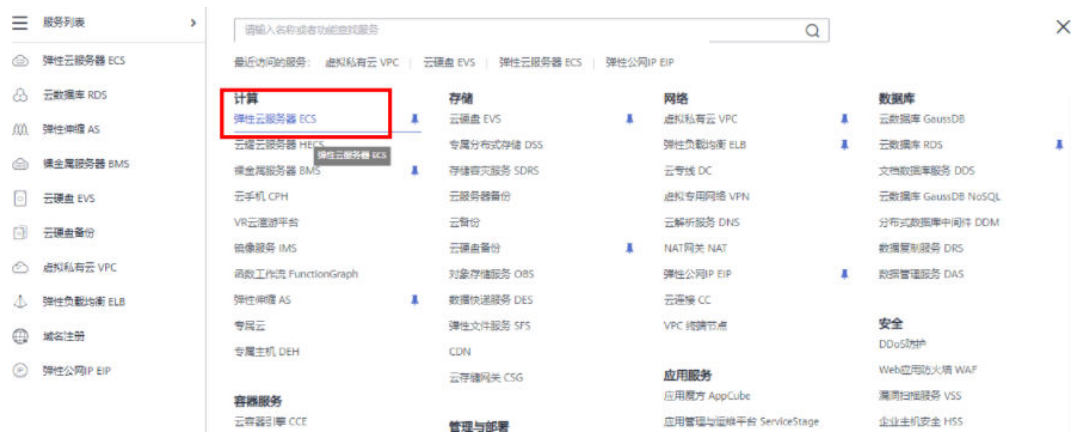 服务列表
弹性云服务器 ECS
云数据库 RDS
弹性伸缩 AS
裸金属服务器 BMS
云硬盘 EVS
云硬盘备份
虚拟私有云 VPC
弹性负载均衡 ELB
域名注册
弹性公网IP EIP
请输入名称或者功能查找服务
最近访问的服务： 虚拟私有云 VPC | 云硬盘 EVS | 弹性云服务器 ECS | 弹性公网IP EIP
计算
弹性云服务器 ECS
云耀云服务器 HECS
弹性云服务器 ECS
裸金属服务器 BMS
云手机 CPH
VR云渲游平台
镜像服务 IMS
函数工作流 FunctionGraph
弹性伸缩 AS
专属云
专属主机 DEH
容器服务
云容器引擎 CCE
存储
云硬盘 EVS
专属分布式存储 DSS
存储容灾服务 SDRS
云服务器备份
云备份
云硬盘备份
对象存储服务 OBS
数据快递服务 DES
弹性文件服务 SFS
CDN
云存储网关 CSG
管理与部署
网络
虚拟私有云 VPC
弹性负载均衡 ELB
云专线 DC
虚拟专用网络 VPN
云解析服务 DNS
NAT网关 NAT
弹性公网IP EIP
云连接 CC
VPC 终端节点
应用服务
应用魔方 AppCube
应用管理与运维平台 ServiceStage
数据库
云数据库 GaussDB
云数据库 RDS
文档数据库服务 DDS
云数据库 GaussDB NoSQL
分布式数据库中间件 DDM
数据复制服务 DRS
数据管理服务 DAS
安全
DDoS防护
Web应用防火墙 WAF
漏洞扫描服务 VSS
企业主机安全 HSS